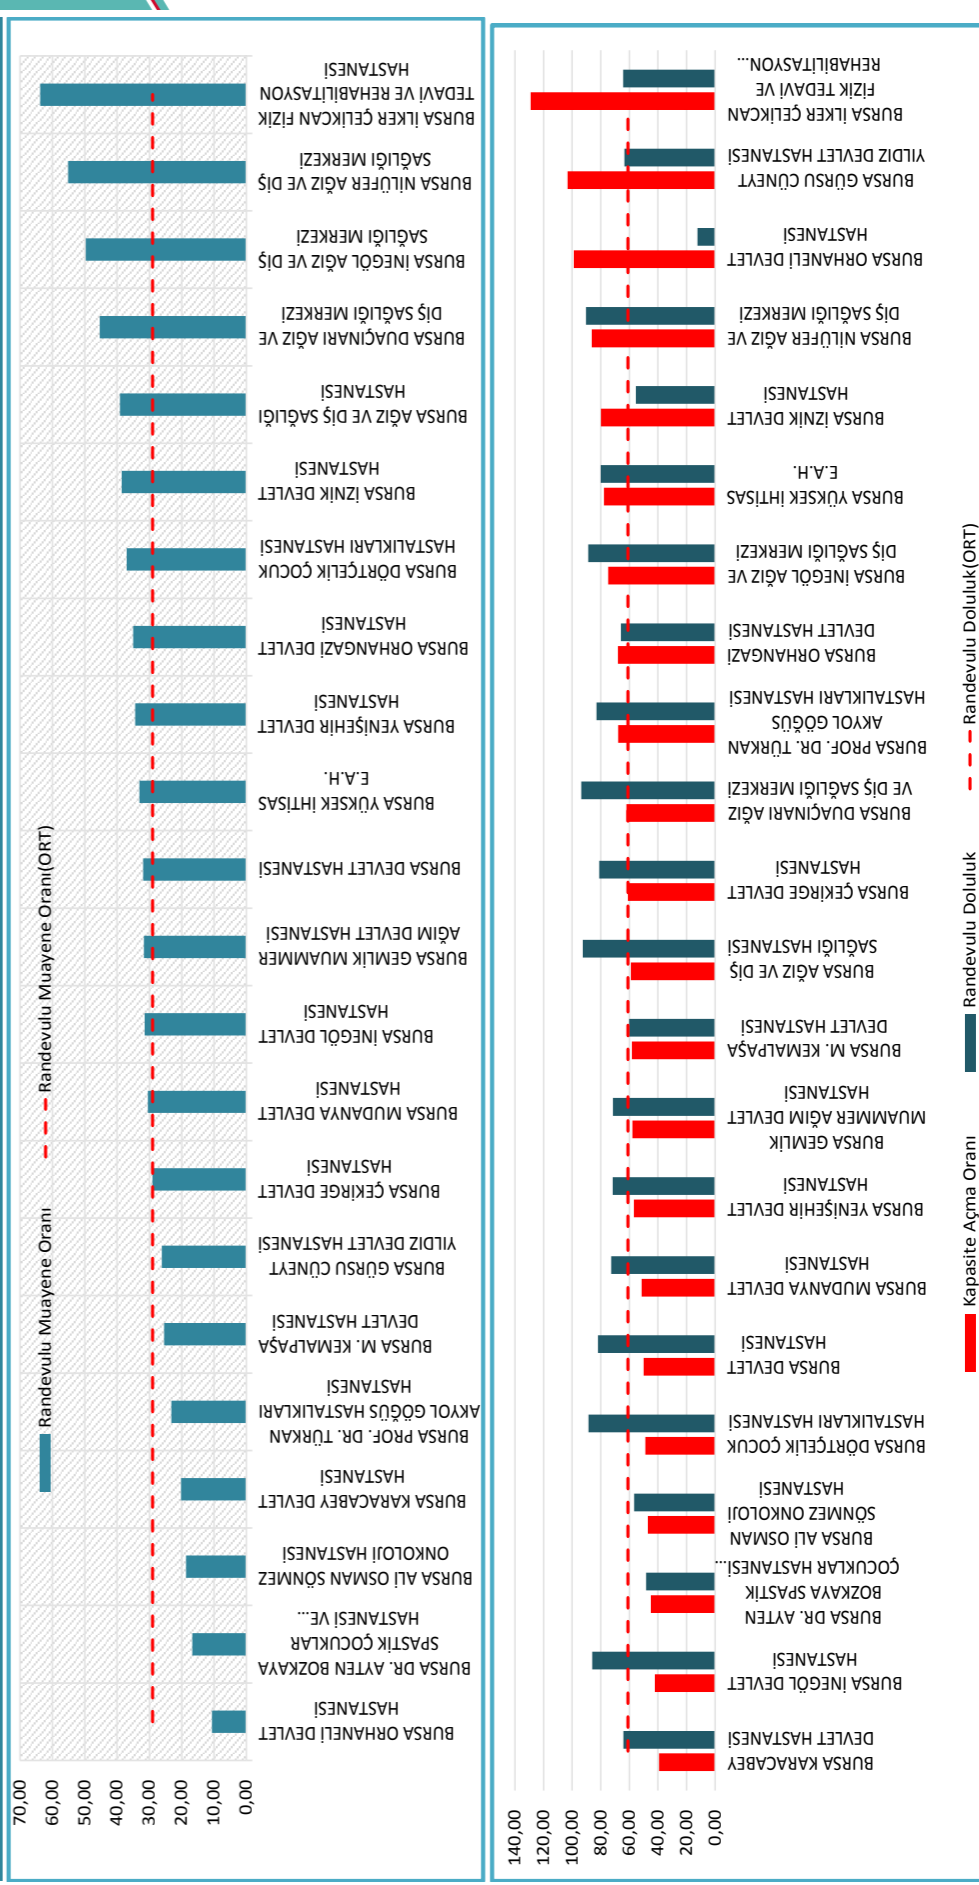 Randevulu Muayene Oranı
Randevulu Muayene Oranı(ORT)
70,00
60,00
50,00
40,00
30,00
20,00
10,00
0,00
BURSA ORHANELİ DEVLET
HASTANESİ
BURSA DR. AYTEN BOZKAYA
SPASTİK ÇOCUKLAR
HASTANESİ VE...
BURSA ALİ OSMAN SÖNMEZ
ONKOLOJİ HASTANESİ
BURSA KARACABEY DEVLET
HASTANESİ
BURSA PROF. DR. TÜRKAN
AKYOL GÖĞÜS HASTALIKLARI
HASTANESİ
BURSA M. KEMALPAŞA
DEVLET HASTANESİ
BURSA GÜRSU CÜNEYT
YILDIZ DEVLET HASTANESİ
BURSA ÇEKİRGE DEVLET
HASTANESİ
BURSA MUDANYA DEVLET
HASTANESİ
BURSA İNEGÖL DEVLET
HASTANESİ
BURSA GEMLİK MUAMMER
AĞIM DEVLET HASTANESİ
BURSA DEVLET HASTANESİ
BURSA YÜKSEK İHTİSAS
E.A.H.
BURSA YENİŞEHİR DEVLET
HASTANESİ
BURSA ORHANGAZİ DEVLET
HASTANESİ
BURSA DÖRTÇELİK ÇOCUK
HASTALIKLARI HASTANESİ
BURSA İZNİK DEVLET
HASTANESİ
BURSA AĞIZ VE DİŞ SAĞLIĞI
HASTANESİ
BURSA DUAÇINARI AĞIZ VE
DİŞ SAĞLIĞI MERKEZİ
BURSA İNEGÖL AĞIZ VE DİŞ
SAĞLIĞI MERKEZİ
BURSA NİLÜFER AĞIZ VE DİŞ
SAĞLIĞI MERKEZİ
BURSA İLKER ÇELİKCAN FİZİK
TEDAVİ VE REHABİLİTASYON
HASTANESİ
140,00
120,00
100,00
80,00
60,00
40,00
20,00
0,00
BURSA KARACABEY
DEVLET HASTANESİ
BURSA İNEGÖL DEVLET
HASTANESİ
BURSA DR. AYTEN
BOZKAYA SPASTİK
ÇOCUKLAR HASTANESİ...
BURSA ALİ OSMAN
SÖNMEZ ONKOLOJİ
HASTANESİ
BURSA DÖRTÇELİK ÇOCUK
HASTALIKLARI HASTANESİ
BURSA DEVLET
HASTANESİ
BURSA MUDANYA DEVLET
HASTANESİ
BURSA YENİŞEHİR DEVLET
HASTANESİ
BURSA GEMLİK
MUAMMER AĞIM DEVLET
HASTANESİ
BURSA M. KEMALPAŞA
DEVLET HASTANESİ
BURSA AĞIZ VE DİŞ
SAĞLIĞI HASTANESİ
BURSA ÇEKİRGE DEVLET
HASTANESİ
BURSA DUAÇINARI AĞIZ
VE DİŞ SAĞLIĞI MERKEZİ
BURSA PROF. DR. TÜRKAN
AKYOL GÖĞÜS
HASTALIKLARI HASTANESİ
BURSA ORHANGAZİ
DEVLET HASTANESİ
BURSA İNEGÖL AĞIZ VE
DİŞ SAĞLIĞI MERKEZİ
BURSA YÜKSEK İHTİSAS
E.A.H.
BURSA İZNİK DEVLET
HASTANESİ
BURSA NİLÜFER AĞIZ VE
DİŞ SAĞLIĞI MERKEZİ
BURSA ORHANELİ DEVLET
HASTANESİ
BURSA GÜRSU CÜNEYT
YILDIZ DEVLET HASTANESİ
BURSA İLKER ÇELİKCAN
FİZİK TEDAVİ VE
REHABİLİTASYON...
Kapasite Açma Oranı
Randevulu Doluluk
Randevulu Doluluk(ORT)